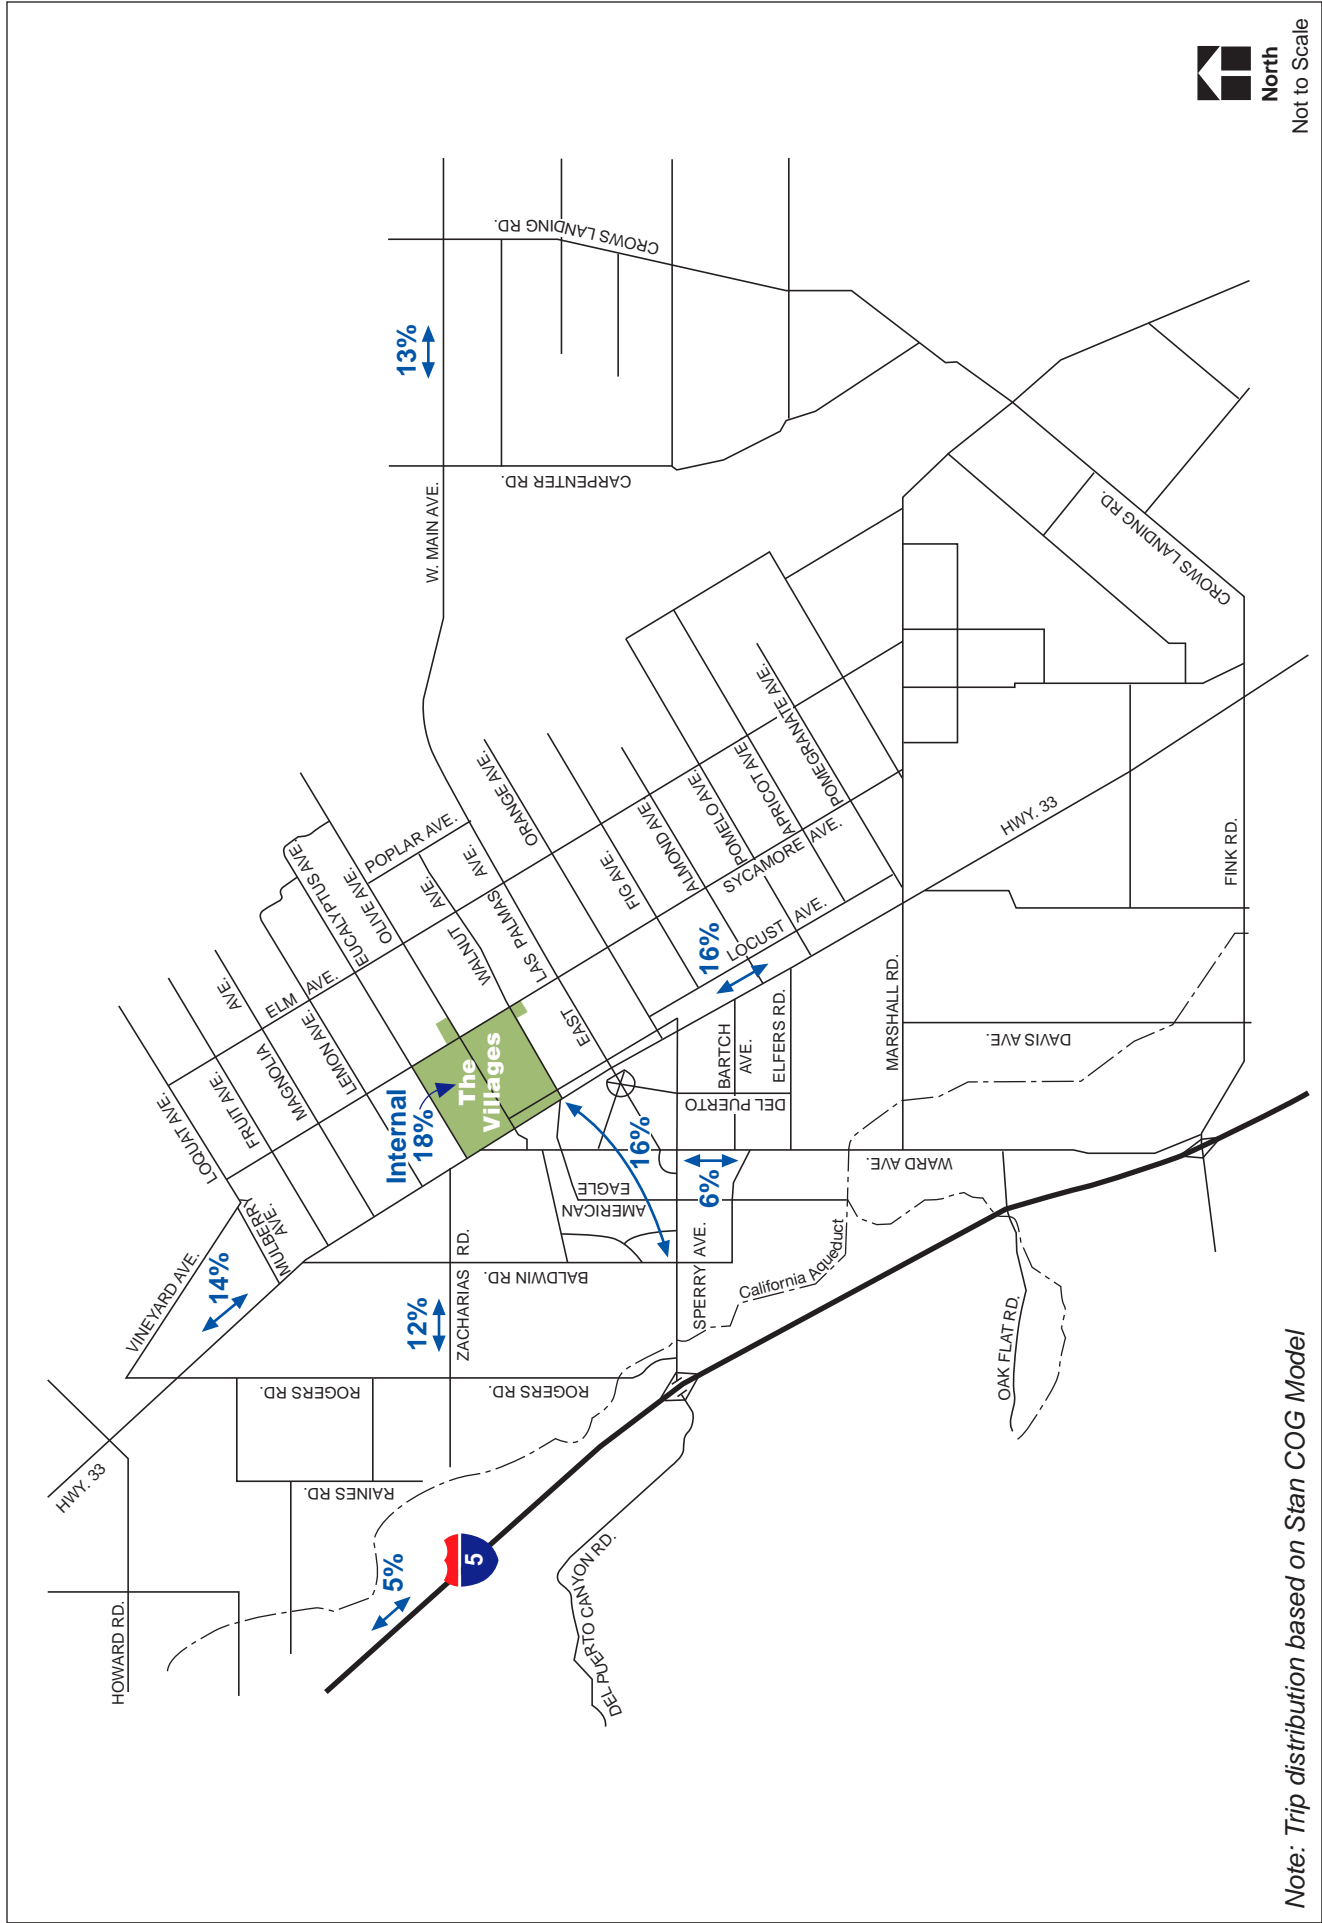 North
Not to Scale
CROWS LANDING RD.
13%
CARPENTER RD.
W. MAIN AVE.
CROWS LANDING RD.
POPLAR AVE.
ORANGE AVE.
POMEGRANATE AVE.
APRICOT AVE.
POMELO AVE.
ALMOND AVE.
FIG AVE.
SYCAMORE AVE.
HWY. 33
FINK RD.
EUCALYPTUS AVE.
OLIVE AVE.
WALNUT AVE.
LAS PALMAS AVE.
ELM AVE.
LOCUST AVE.
16%
EAST
MAGNOLIA AVE.
LEMON AVE.
FRUIT AVE.
LOQUAT AVE.
MULBERRY
AVE.
The
Villages
Internal
18%
BARTCH
AVE.
ELFERS RD.
MARSHALL RD.
DAVIS AVE.
DEL PUERTO
16%
6%
WARD AVE.
EAGLE
AMERICAN
VINEYARD AVE.
14%
12%
ZACHARIAS RD.
BALDWIN RD.
SPERRY AVE.
California Aqueduct
OAK FLAT RD.
ROGERS RD.
ROGERS RD.
RAINES RD.
HWY. 33
HOWARD RD.
5%
5
DEL PUERTO CANYON RD.
Note: Trip distribution based on Stan COG Model